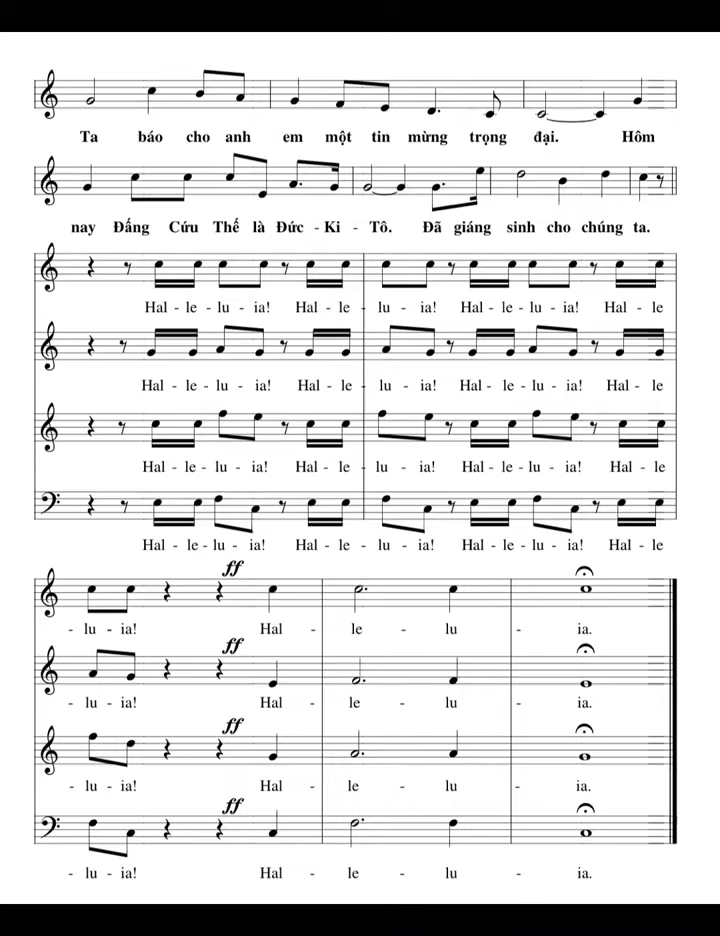 Ta báo cho anh em một tin mừng trọng đại. Hôm
nay Đấng Cứu Thế là Đức - Ki - Tô. Đã giáng sinh cho chúng ta.
Hal - le - lu - ia! Hal - le - lu - ia! Hal - le - lu - ia! Hal - le
Hal - le - lu - ia! Hal - le - lu - ia! Hal - le - lu - ia! Hal - le
Hal - le - lu - ia! Hal - le - lu - ia! Hal - le - lu - ia! Hal - le
Hal - le - lu - ia! Hal - le - lu - ia! Hal - le - lu - ia! Hal - le
ff
- lu - ia! Hal - le - lu - ia.
ff
- lu - ia! Hal - le - lu - ia.
ff
- lu - ia! Hal - le - lu - ia.
ff
- lu - ia! Hal - le - lu - ia.